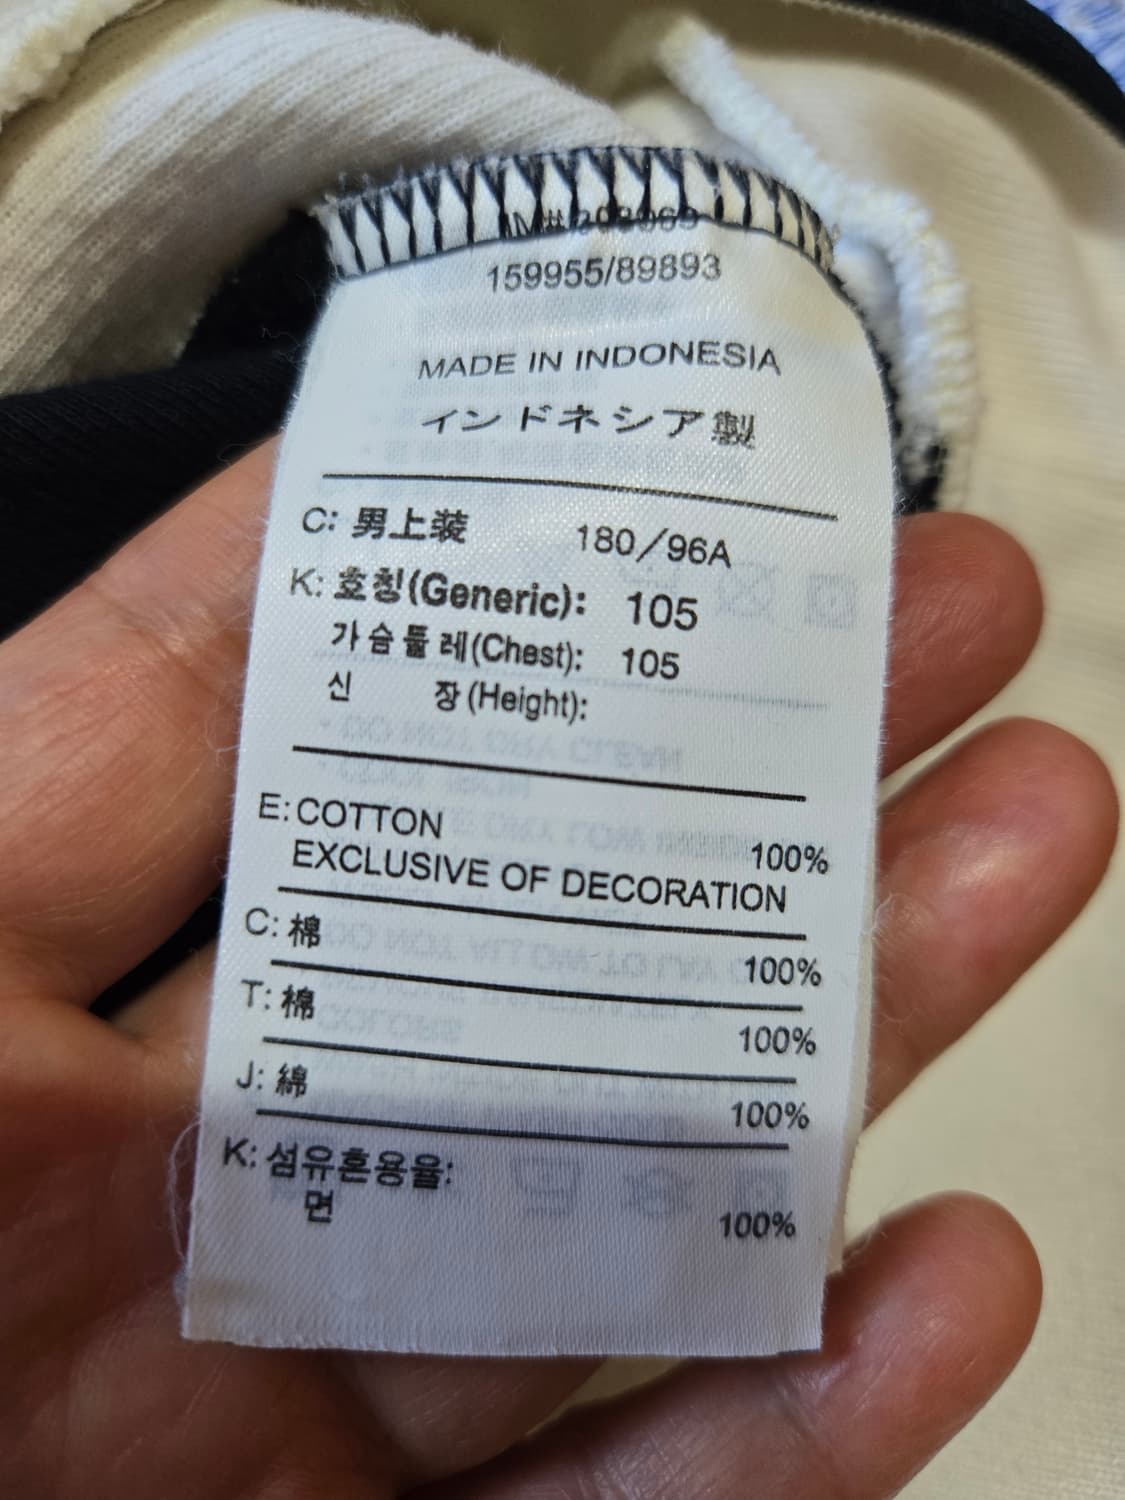 159955/89893
MADE IN INDONESIA
インドネシア製
C: 男上装 180/96A
K: 호칭(Generic): 105
가슴둘레(Chest): 105
신 장(Height):
E: COTTON 100%
EXCLUSIVE OF DECORATION
C: 棉 100%
T: 棉 100%
J: 綿 100%
K: 섬유혼용율:
면 100%